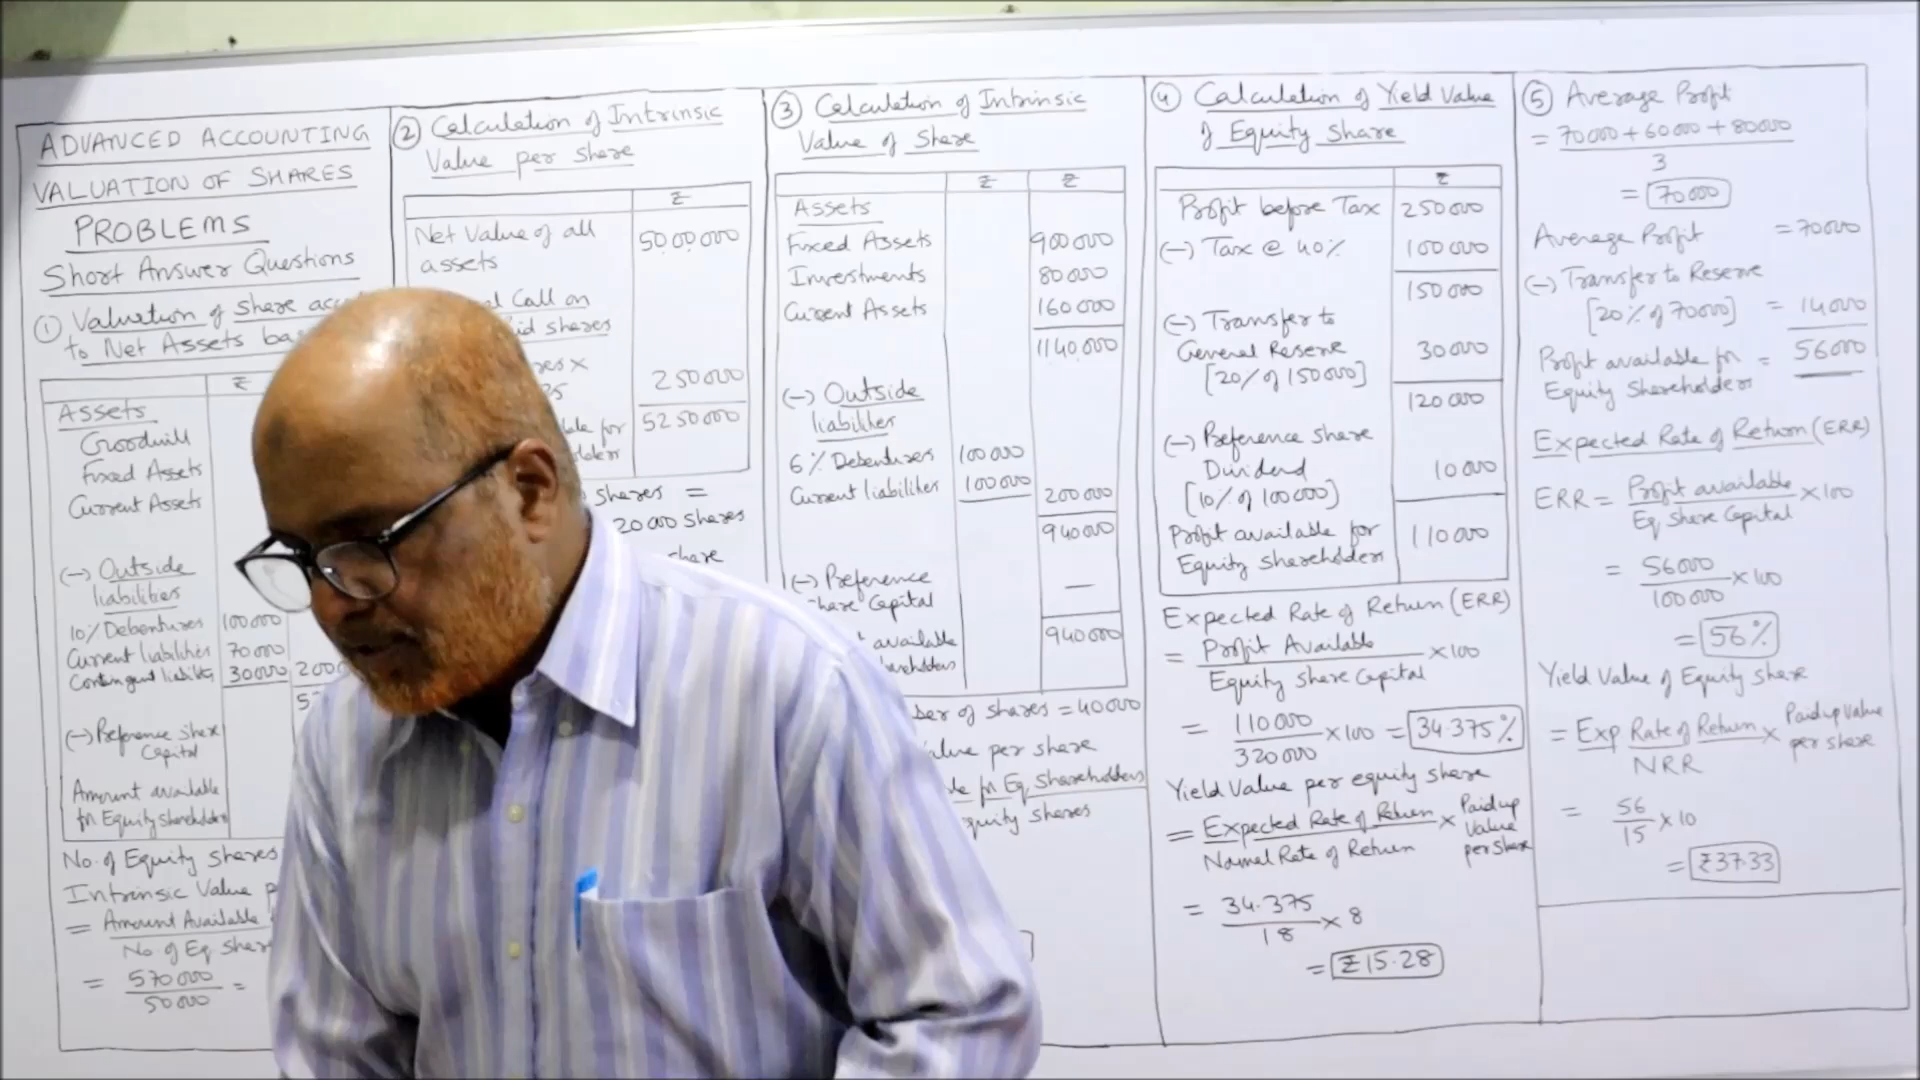 ADVANCED ACCOUNTING
VALUATION OF SHARES
PROBLEMS
Short Answer Questions
① Valuation of Share
to Net Assets
₹
Assets
Goodwill
Fixed Assets
Current Assets
(-) Outside
liabilities
10% Debentures 100000
Current liabilities 70000
Contingent liability 30000
(-) Preference Share
Capital
Amount available
for Equity shareholders
No. of Equity Shares
Intrinsic Value
= Amount Available
No of Eq Share
= 570000 =
50000
② Calculation of Intrinsic
Value per share
₹
Net Value of all 5000000
assets
Call on
shares
×
250000
for 5250000
shares =
20000 shares
③ Calculation of Intrinsic
Value of Share
₹ ₹
Assets
Fixed Assets 900000
Investments 80000
Current Assets 160000
1140000
(-) Outside
liabilities
6% Debentures 100000
Current liabilities 100000 200000
940000
(-) Preference —
Share Capital
available 940000
of shares = 40000
Value per share
for Eq. Shareholders
Equity shares
④ Calculation of Yield Value
of Equity Share
₹
Profit before Tax 250000
(-) Tax @ 40% 100000
150000
(-) Transfer to
General Reserve 30000
[20% of 150000]
120000
(-) Preference Share
Dividend 10000
[10% of 100000]
Profit available for 110000
Equity shareholders
Expected Rate of Return (ERR)
= Profit Available × 100
Equity Share Capital
= 110000 × 100 = 34.375%
320000
Yield Value per equity share
= Expected Rate of Return × Paidup Value per share
Normal Rate of Return
= 34.375 × 8
18
= ₹15.28
⑤ Average Profit
= 70000 + 60000 + 80000
3
= 70000
Average Profit = 70000
(-) Transfer to Reserve
[20% of 70000] = 14000
Profit available for = 56000
Equity Shareholders
Expected Rate of Return (ERR)
ERR = Profit available × 100
Eq Share Capital
= 56000 × 100
100000
= 56%
Yield Value of Equity Share
= Exp Rate of Return × Paidup Value per share
NRR
= 56 × 10
15
= ₹37.33